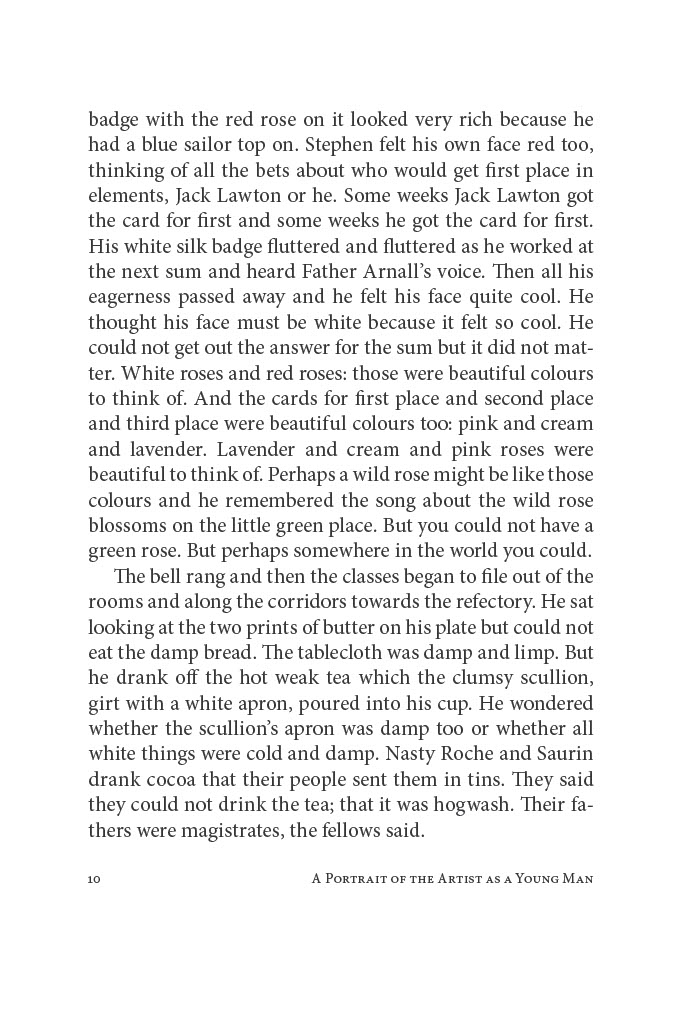 badge with the red rose on it looked very rich because he
had a blue sailor top on. Stephen felt his own face red too,
thinking of all the bets about who would get first place in
elements, Jack Lawton or he. Some weeks Jack Lawton got
the card for first and some weeks he got the card for first.
His white silk badge fluttered and fluttered as he worked at
the next sum and heard Father Arnall’s voice. Then all his
eagerness passed away and he felt his face quite cool. He
thought his face must be white because it felt so cool. He
could not get out the answer for the sum but it did not mat-
ter. White roses and red roses: those were beautiful colours
to think of. And the cards for first place and second place
and third place were beautiful colours too: pink and cream
and lavender. Lavender and cream and pink roses were
beautiful to think of. Perhaps a wild rose might be like those
colours and he remembered the song about the wild rose
blossoms on the little green place. But you could not have a
green rose. But perhaps somewhere in the world you could.
The bell rang and then the classes began to file out of the
rooms and along the corridors towards the refectory. He sat
looking at the two prints of butter on his plate but could not
eat the damp bread. The tablecloth was damp and limp. But
he drank off the hot weak tea which the clumsy scullion,
girt with a white apron, poured into his cup. He wondered
whether the scullion’s apron was damp too or whether all
white things were cold and damp. Nasty Roche and Saurin
drank cocoa that their people sent them in tins. They said
they could not drink the tea; that it was hogwash. Their fa-
thers were magistrates, the fellows said.
10 A Portrait of the Artist as a Young Man